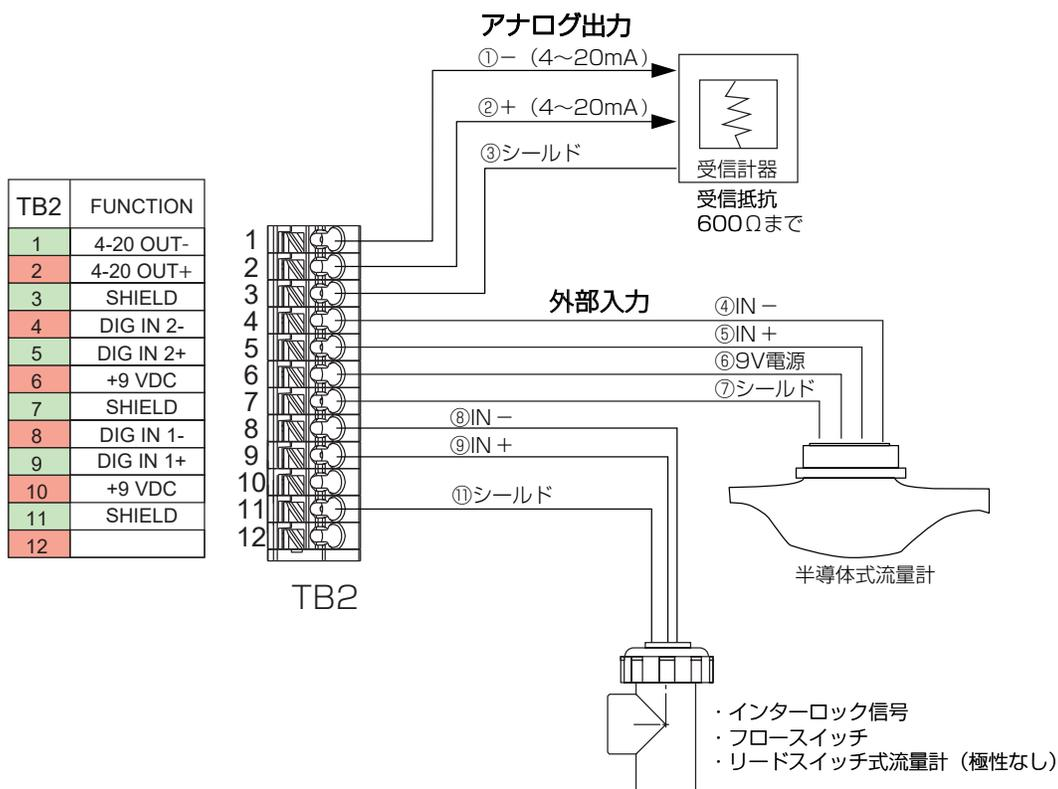 アナログ出力
①－（4～20mA）
②＋（4～20mA）
③シールド
受信計器
受信抵抗
600Ωまで
TB2 FUNCTION
1 4-20 OUT-
2 4-20 OUT+
3 SHIELD
4 DIG IN 2-
5 DIG IN 2+
6 +9 VDC
7 SHIELD
8 DIG IN 1-
9 DIG IN 1+
10 +9 VDC
11 SHIELD
12
1
2
3
4
5
6
7
8
9
10
11
12
TB2
外部入力
④IN －
⑤IN ＋
⑥9V電源
⑦シールド
⑧IN －
⑨IN ＋
⑪シールド
半導体式流量計
・インターロック信号
・フロースイッチ
・リードスイッチ式流量計（極性なし）